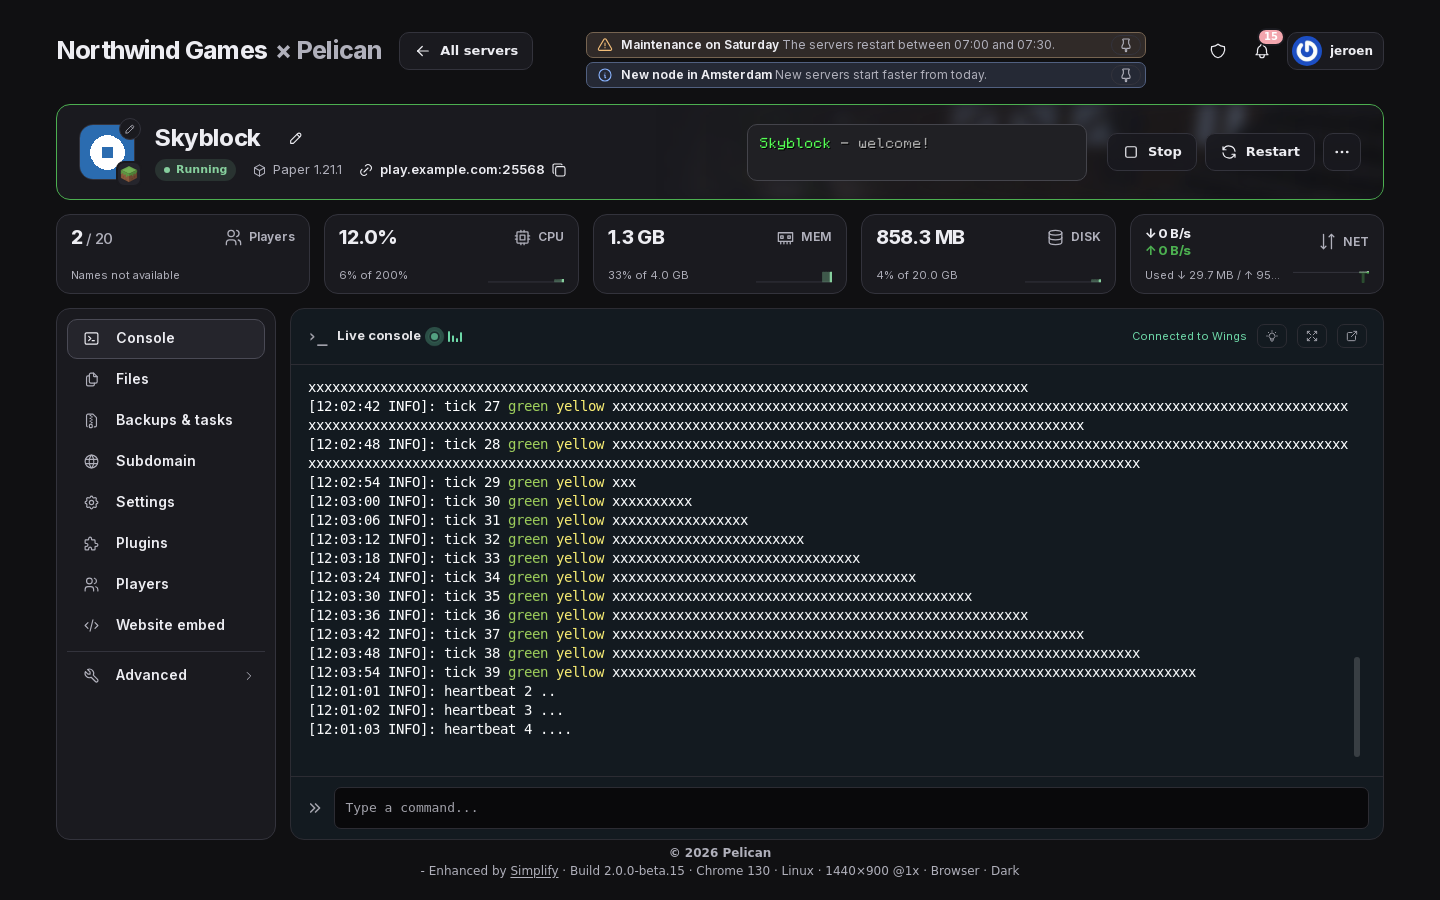 Northwind Games × Pelican
All servers
Maintenance on Saturday The servers restart between 07:00 and 07:30.
New node in Amsterdam New servers start faster from today.
15
jeroen
Skyblock
Running
Paper 1.21.1
play.example.com:25568
Skyblock - welcome!
Stop
Restart
2 / 20
Players
Names not available
12.0%
CPU
6% of 200%
1.3 GB
MEM
33% of 4.0 GB
858.3 MB
DISK
4% of 20.0 GB
↓ 0 B/s
↑ 0 B/s
NET
Used ↓ 29.7 MB / ↑ 95...
Console
Files
Backups & tasks
Subdomain
Settings
Plugins
Players
Website embed
Advanced
Live console
Connected to Wings
xxxxxxxxxxxxxxxxxxxxxxxxxxxxxxxxxxxxxxxxxxxxxxxxxxxxxxxxxxxxxxxxxxxxxxxxxxxxxxxxxxxxxxxxxx
[12:02:42 INFO]: tick 27 green yellow xxxxxxxxxxxxxxxxxxxxxxxxxxxxxxxxxxxxxxxxxxxxxxxxxxxxxxxxxxxxxxxxxxxxxxxxxxxxxxxxxxxxxxxxxxxx
xxxxxxxxxxxxxxxxxxxxxxxxxxxxxxxxxxxxxxxxxxxxxxxxxxxxxxxxxxxxxxxxxxxxxxxxxxxxxxxxxxxxxxxxxxxxxxxxx
[12:02:48 INFO]: tick 28 green yellow xxxxxxxxxxxxxxxxxxxxxxxxxxxxxxxxxxxxxxxxxxxxxxxxxxxxxxxxxxxxxxxxxxxxxxxxxxxxxxxxxxxxxxxxxxxx
xxxxxxxxxxxxxxxxxxxxxxxxxxxxxxxxxxxxxxxxxxxxxxxxxxxxxxxxxxxxxxxxxxxxxxxxxxxxxxxxxxxxxxxxxxxxxxxxxxxxxxxx
[12:02:54 INFO]: tick 29 green yellow xxx
[12:03:00 INFO]: tick 30 green yellow xxxxxxxxxx
[12:03:06 INFO]: tick 31 green yellow xxxxxxxxxxxxxxxxx
[12:03:12 INFO]: tick 32 green yellow xxxxxxxxxxxxxxxxxxxxxxxx
[12:03:18 INFO]: tick 33 green yellow xxxxxxxxxxxxxxxxxxxxxxxxxxxxxxx
[12:03:24 INFO]: tick 34 green yellow xxxxxxxxxxxxxxxxxxxxxxxxxxxxxxxxxxxxxx
[12:03:30 INFO]: tick 35 green yellow xxxxxxxxxxxxxxxxxxxxxxxxxxxxxxxxxxxxxxxxxxxxx
[12:03:36 INFO]: tick 36 green yellow xxxxxxxxxxxxxxxxxxxxxxxxxxxxxxxxxxxxxxxxxxxxxxxxxxxx
[12:03:42 INFO]: tick 37 green yellow xxxxxxxxxxxxxxxxxxxxxxxxxxxxxxxxxxxxxxxxxxxxxxxxxxxxxxxxxxx
[12:03:48 INFO]: tick 38 green yellow xxxxxxxxxxxxxxxxxxxxxxxxxxxxxxxxxxxxxxxxxxxxxxxxxxxxxxxxxxxxxxxxxx
[12:03:54 INFO]: tick 39 green yellow xxxxxxxxxxxxxxxxxxxxxxxxxxxxxxxxxxxxxxxxxxxxxxxxxxxxxxxxxxxxxxxxxxxxxxxxx
[12:01:01 INFO]: heartbeat 2 ..
[12:01:02 INFO]: heartbeat 3 ...
[12:01:03 INFO]: heartbeat 4 ....
Type a command...
© 2026 Pelican
- Enhanced by Simplify · Build 2.0.0-beta.15 · Chrome 130 · Linux · 1440×900 @1x · Browser · Dark